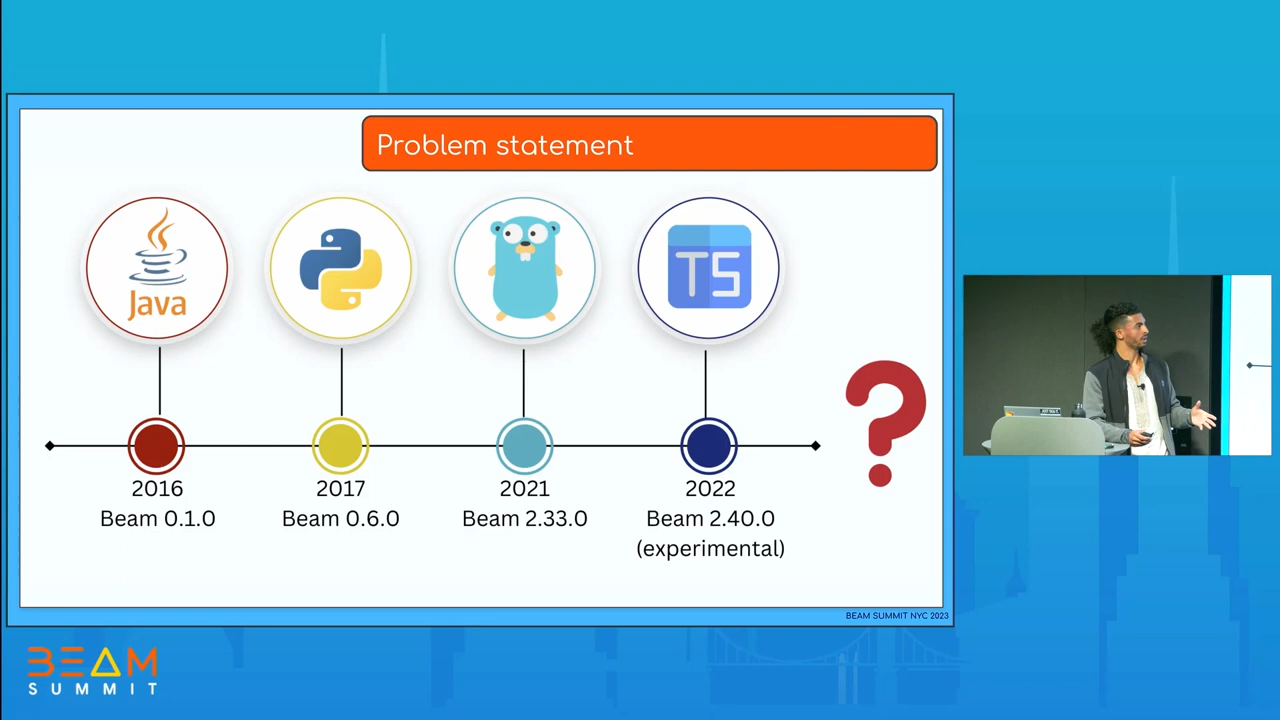 Problem statement
Java
TS
2016
Beam 0.1.0
2017
Beam 0.6.0
2021
Beam 2.33.0
2022
Beam 2.40.0
(experimental)
?
BEAM SUMMIT NYC 2023
BEAM
SUMMIT